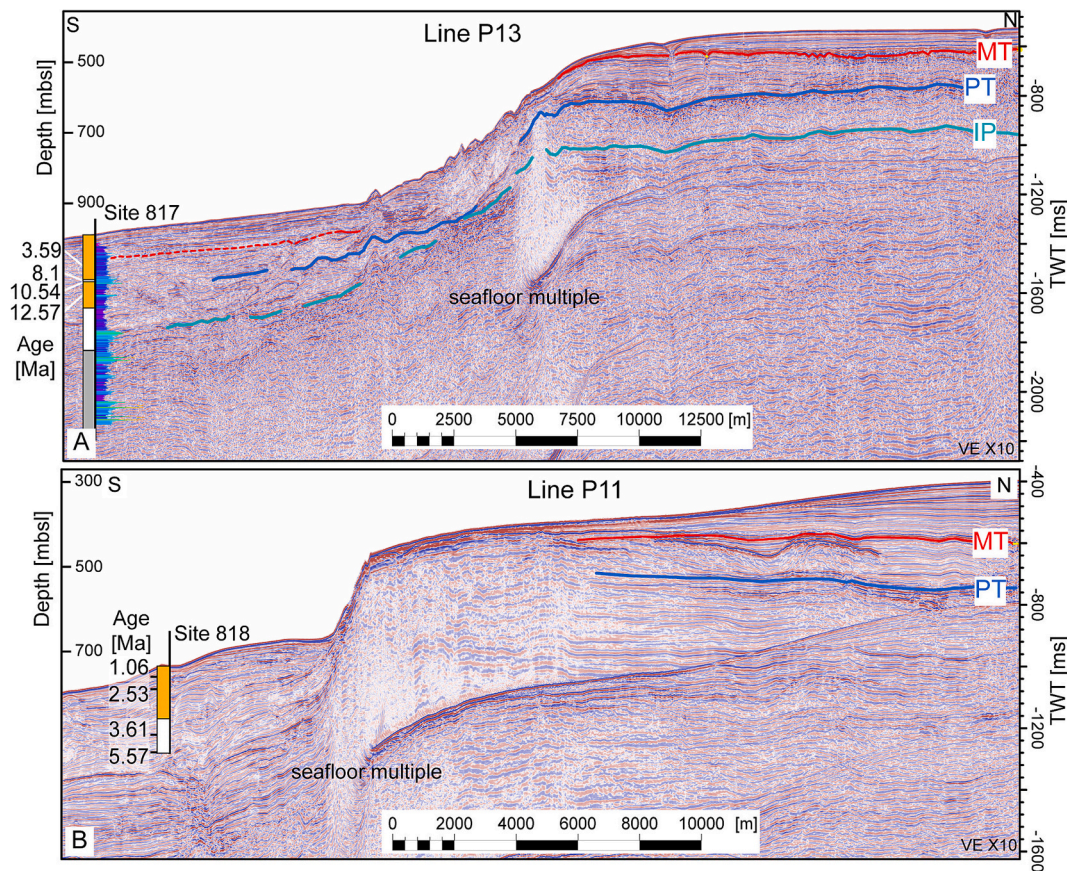 S
Line P13
N
MT
PT
IP
Depth [mbsl]
500
700
900
Site 817
3.59
8.1
10.54
12.57
Age
[Ma]
seafloor multiple
-800
-1200
-1600
-2000
TWT [ms]
0 2500 5000 7500 10000 12500 [m]
A
VE X10
S
Line P11
N
MT
PT
Depth [mbsl]
300
500
700
Age
[Ma]
Site 818
1.06
2.53
3.61
5.57
seafloor multiple
-400
-800
-1200
-1600
TWT [ms]
0 2000 4000 6000 8000 10000 [m]
B
VE X10